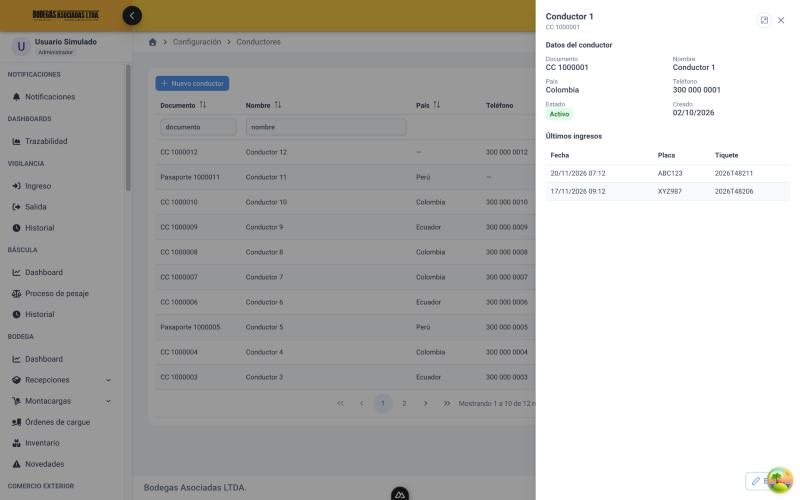 BODEGAS ASOCIADAS LTDA.
U
Usuario Simulado
Administrador
NOTIFICACIONES
Notificaciones
DASHBOARDS
Trazabilidad
VIGILANCIA
Ingreso
Salida
Historial
BÁSCULA
Dashboard
Proceso de pesaje
Historial
BODEGA
Dashboard
Recepciones
Montacargas
Órdenes de cargue
Inventario
Novedades
COMERCIO EXTERIOR
Configuración > Conductores
+ Nuevo conductor
Documento Nombre País Teléfono
documento nombre
CC 1000012 Conductor 12 — 300 000 0012
Pasaporte 1000011 Conductor 11 Perú —
CC 1000010 Conductor 10 Colombia 300 000 0010
CC 1000009 Conductor 9 Ecuador 300 000 0009
CC 1000008 Conductor 8 Colombia 300 000 0008
CC 1000007 Conductor 7 Colombia 300 000 0007
CC 1000006 Conductor 6 Ecuador 300 000 0006
Pasaporte 1000005 Conductor 5 Perú 300 000 0005
CC 1000004 Conductor 4 Colombia 300 000 0004
CC 1000003 Conductor 3 Ecuador 300 000 0003
« ‹ 1 2 › » Mostrando 1 a 10 de 12
Bodegas Asociadas LTDA.
Conductor 1
CC 1000001
Datos del conductor
Documento Nombre
CC 1000001 Conductor 1
País Teléfono
Colombia 300 000 0001
Estado Creado
Activo 02/10/2026
Últimos ingresos
Fecha Placa Tiquete
20/11/2026 07:12 ABC123 2026T48211
17/11/2026 09:12 XYZ987 2026T48206